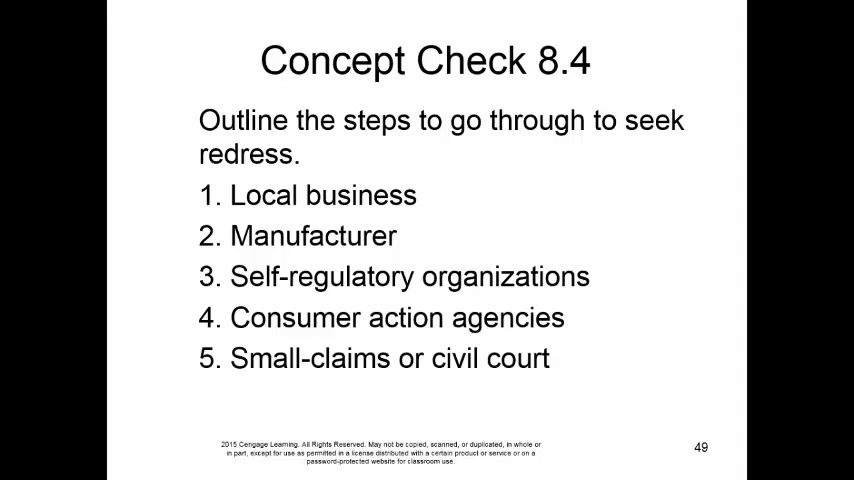 Concept Check 8.4
Outline the steps to go through to seek
redress.
1. Local business
2. Manufacturer
3. Self-regulatory organizations
4. Consumer action agencies
5. Small-claims or civil court
2015 Cengage Learning. All Rights Reserved. May not be copied, scanned, or duplicated, in whole or
in part, except for use as permitted in a license distributed with a certain product or service or on a
password-protected website for classroom use.
49